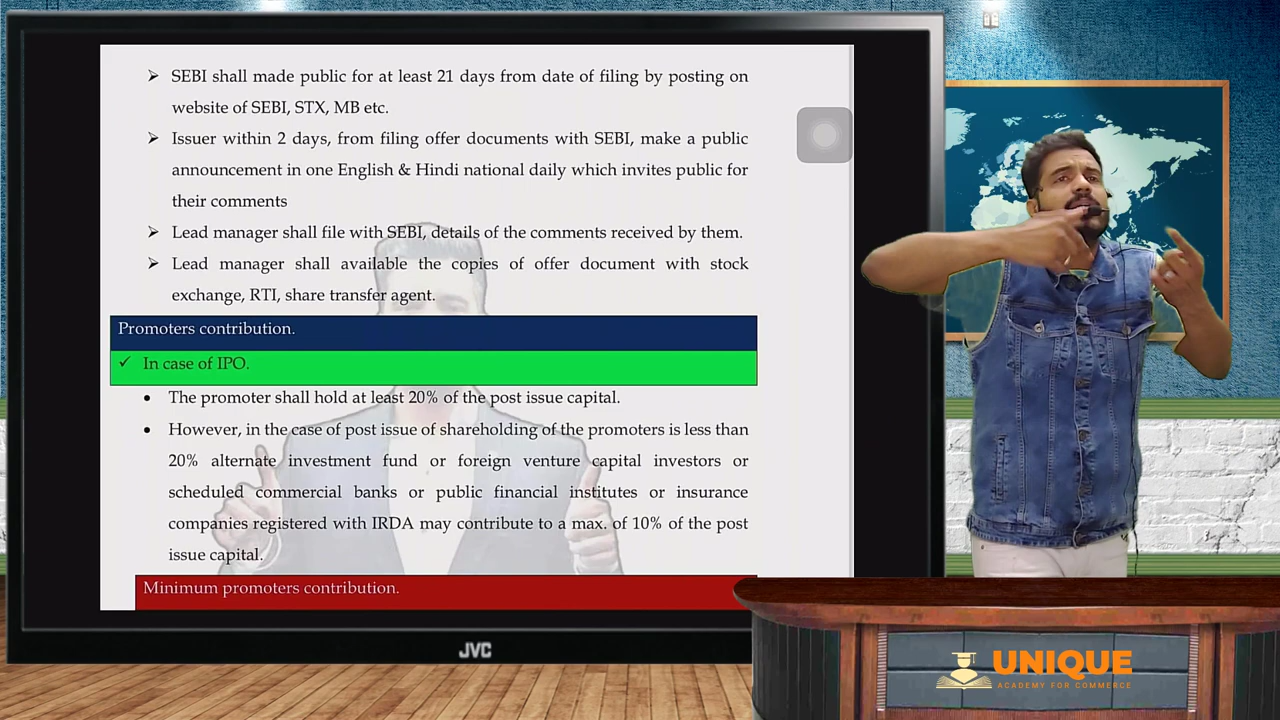 SEBI shall made public for at least 21 days from date of filing by posting on
website of SEBI, STX, MB etc.
Issuer within 2 days, from filing offer documents with SEBI, make a public
announcement in one English & Hindi national daily which invites public for
their comments
Lead manager shall file with SEBI, details of the comments received by them.
Lead manager shall available the copies of offer document with stock
exchange, RTI, share transfer agent.
Promoters contribution.
In case of IPO.
The promoter shall hold at least 20% of the post issue capital.
However, in the case of post issue of shareholding of the promoters is less than
20% alternate investment fund or foreign venture capital investors or
scheduled commercial banks or public financial institutes or insurance
companies registered with IRDA may contribute to a max. of 10% of the post
issue capital.
Minimum promoters contribution.
JVC
UNIQUE
ACADEMY FOR COMMERCE